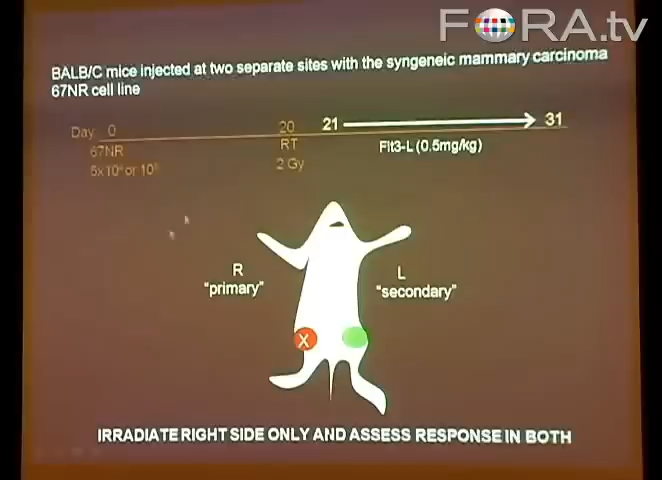 FORA.tv
BALB/C mice injected at two separate sites with the syngeneic mammary carcinoma
67NR cell line
Day 0 20 21 31
67NR RT Flt3-L (0.5mg/kg)
2 Gy
R L
"primary" "secondary"
X
IRRADIATE RIGHT SIDE ONLY AND ASSESS RESPONSE IN BOTH